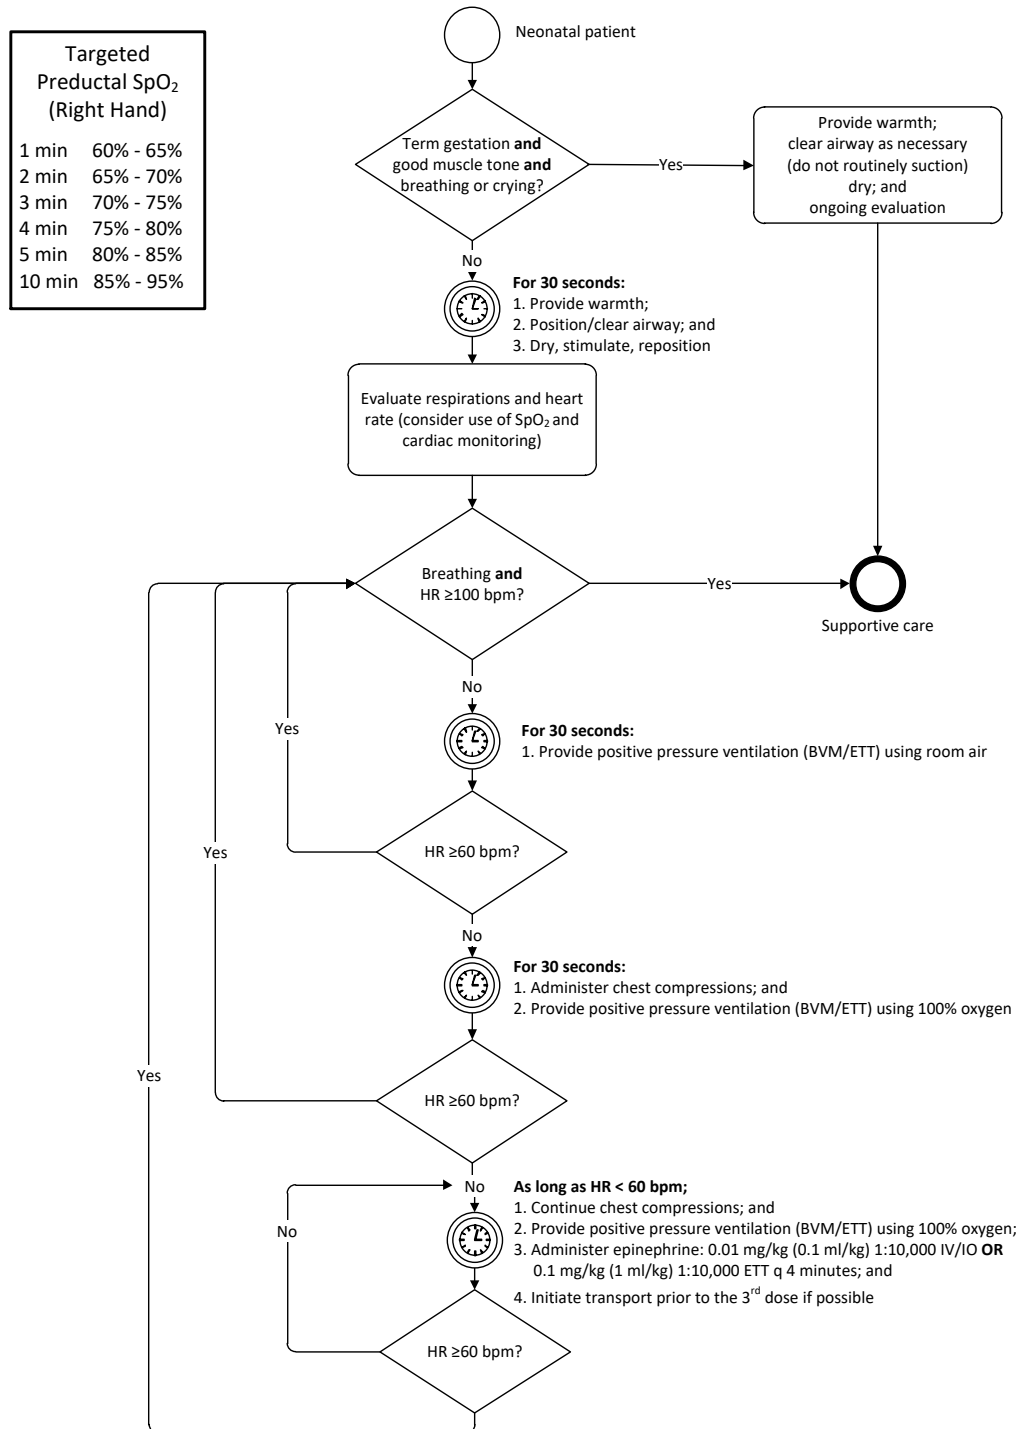 Neonatal patient
Targeted
Preductal SpO₂
(Right Hand)
1 min 60% - 65%
2 min 65% - 70%
3 min 70% - 75%
4 min 75% - 80%
5 min 80% - 85%
10 min 85% - 95%
Term gestation and
good muscle tone and
breathing or crying?
Yes
Provide warmth;
clear airway as necessary
(do not routinely suction)
dry; and
ongoing evaluation
No
For 30 seconds:
1. Provide warmth;
2. Position/clear airway; and
3. Dry, stimulate, reposition
Evaluate respirations and heart
rate (consider use of SpO₂ and
cardiac monitoring)
Breathing and
HR ≥100 bpm?
Yes
Supportive care
No
Yes
For 30 seconds:
1. Provide positive pressure ventilation (BVM/ETT) using room air
HR ≥60 bpm?
Yes
No
For 30 seconds:
1. Administer chest compressions; and
2. Provide positive pressure ventilation (BVM/ETT) using 100% oxygen
Yes
HR ≥60 bpm?
No
As long as HR < 60 bpm;
1. Continue chest compressions; and
2. Provide positive pressure ventilation (BVM/ETT) using 100% oxygen;
3. Administer epinephrine: 0.01 mg/kg (0.1 ml/kg) 1:10,000 IV/IO OR
0.1 mg/kg (1 ml/kg) 1:10,000 ETT q 4 minutes; and
4. Initiate transport prior to the 3rd dose if possible
No
HR ≥60 bpm?